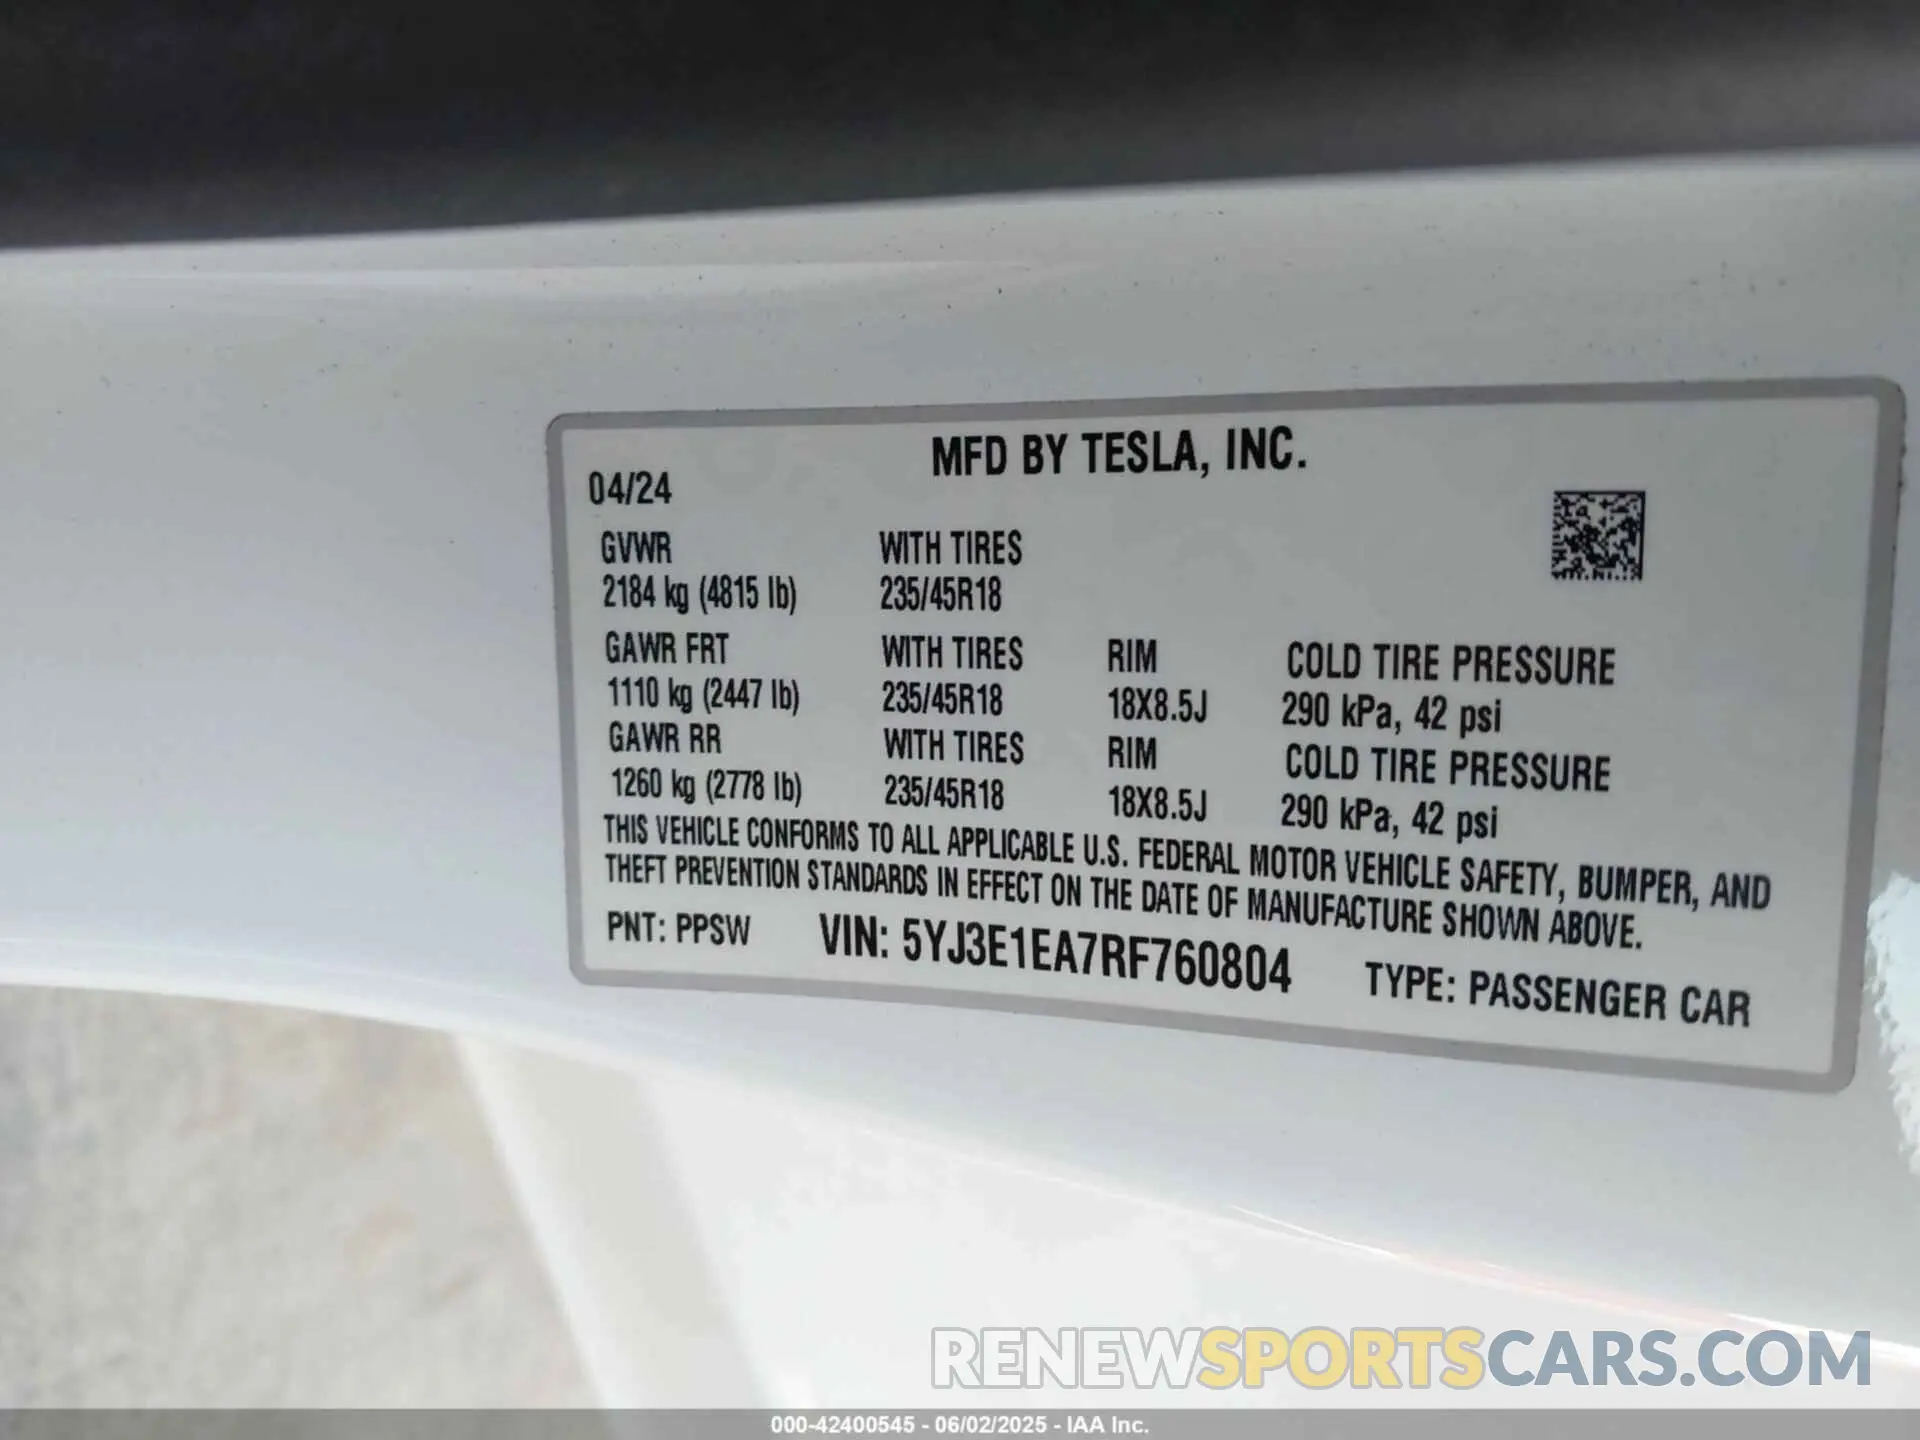 MFD BY TESLA, INC.
04/24
GVWR WITH TIRES
2184 kg (4815 lb) 235/45R18
GAWR FRT WITH TIRES RIM COLD TIRE PRESSURE
1110 kg (2447 lb) 235/45R18 18X8.5J 290 kPa, 42 psi
GAWR RR WITH TIRES RIM COLD TIRE PRESSURE
1260 kg (2778 lb) 235/45R18 18X8.5J 290 kPa, 42 psi
THIS VEHICLE CONFORMS TO ALL APPLICABLE U.S. FEDERAL MOTOR VEHICLE SAFETY, BUMPER, AND
THEFT PREVENTION STANDARDS IN EFFECT ON THE DATE OF MANUFACTURE SHOWN ABOVE.
PNT: PPSW VIN: 5YJ3E1EA7RF760804 TYPE: PASSENGER CAR
RENEWSPORTSCARS.COM
000-42400545 - 06/02/2025 - IAA Inc.